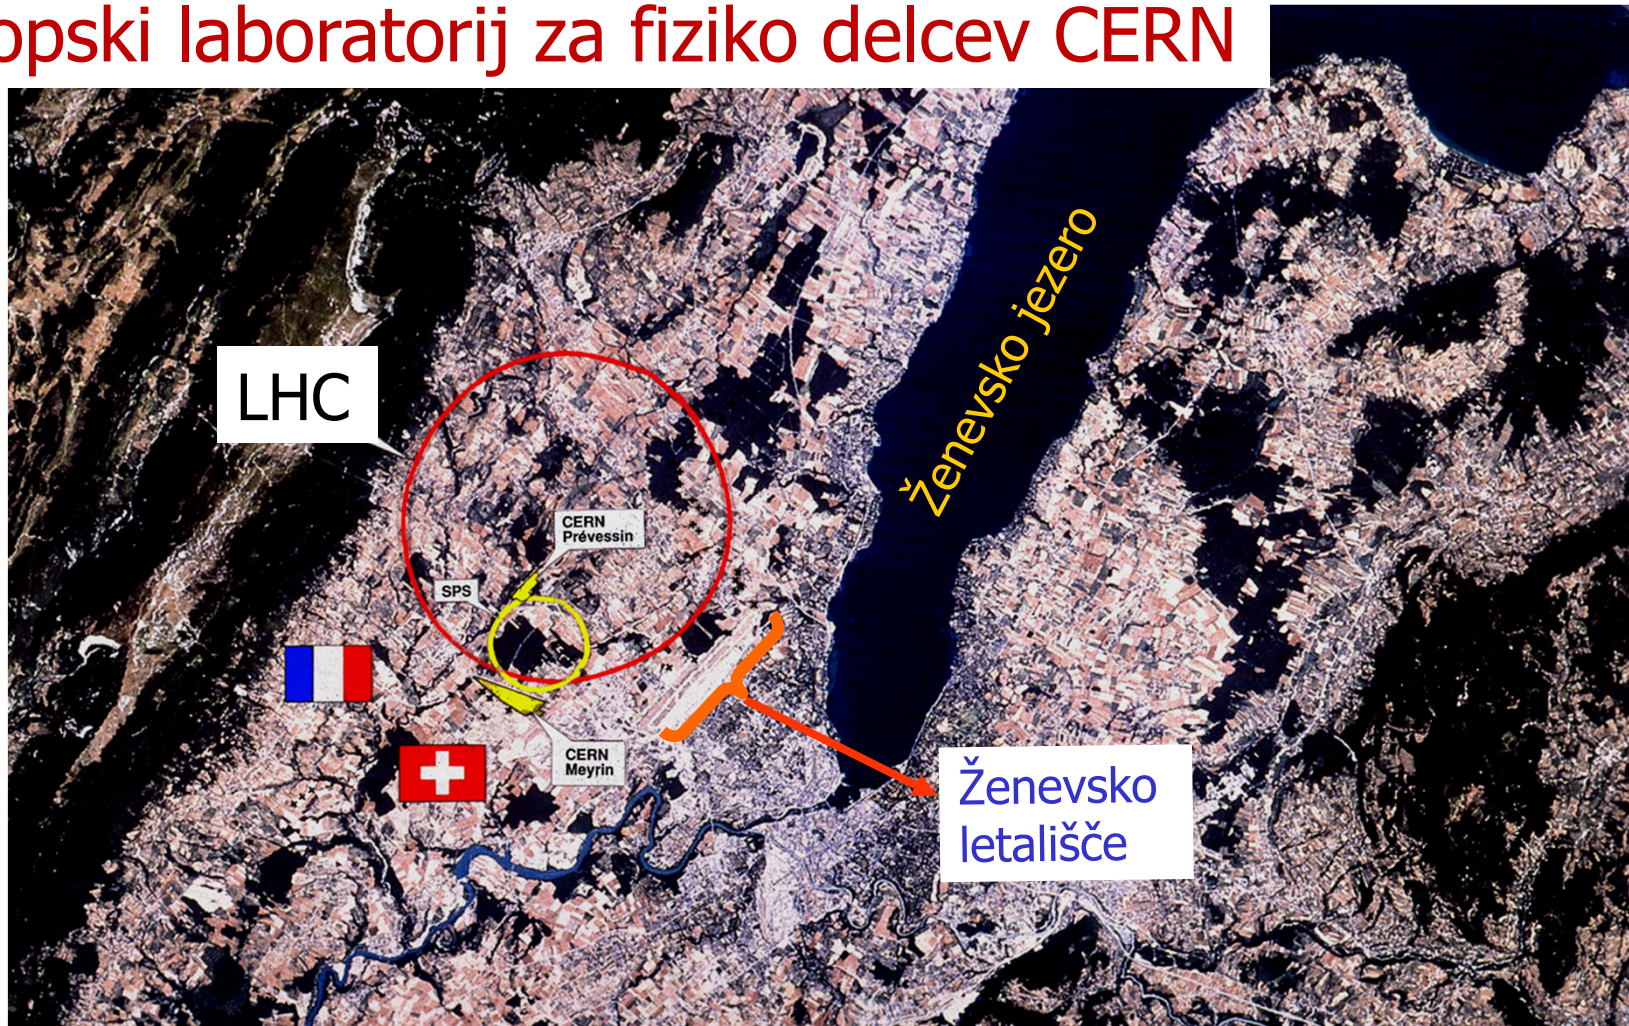 opski laboratorij za fiziko delcev CERN
Ženevsko jezero
LHC
CERN
Prévessin
SPS
CERN
Meyrin
Ženevsko
letališče